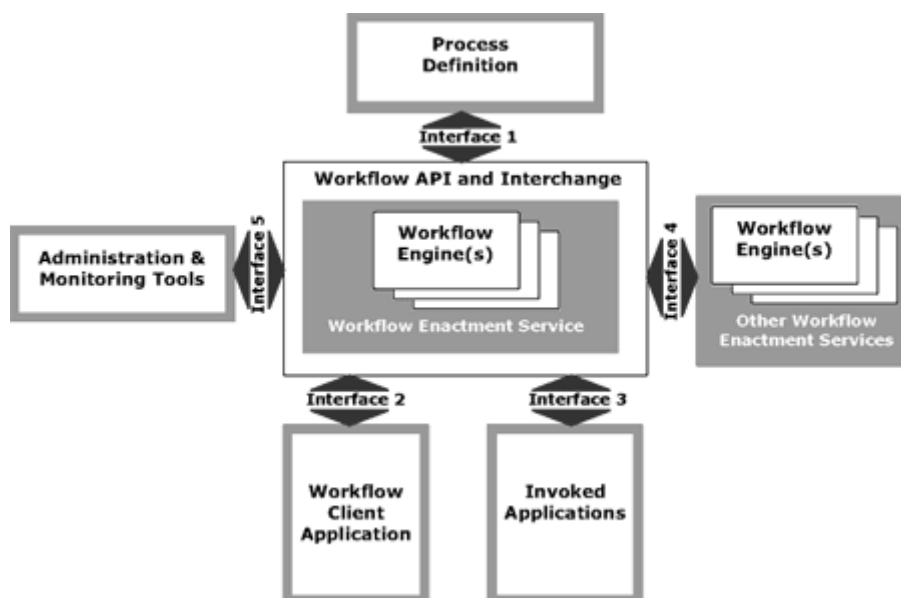 Process
Definition
Interface 1
Workflow API and Interchange
Workflow
Engine(s)
Workflow Enactment Service
Interface 5
Administration &
Monitoring Tools
Interface 4
Workflow
Engine(s)
Other Workflow
Enactment Services
Interface 2
Interface 3
Workflow
Client
Application
Invoked
Applications